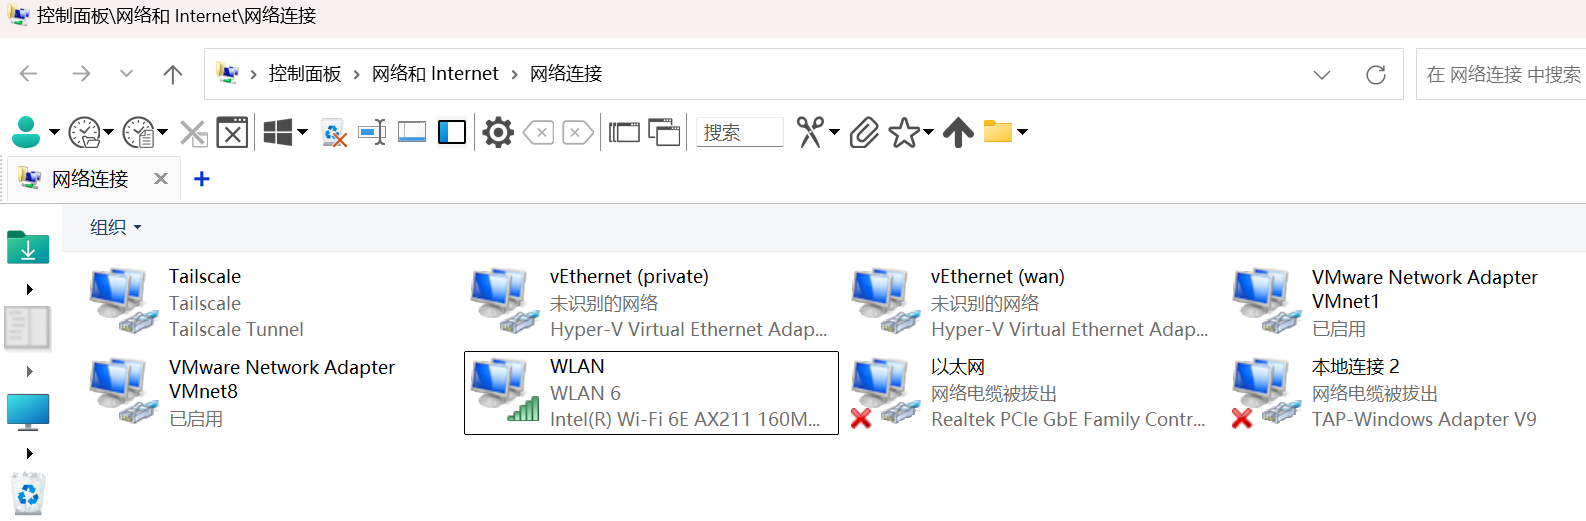 控制面板\网络和 Internet\网络连接
控制面板 › 网络和 Internet › 网络连接
在 网络连接 中搜索
搜索
网络连接
组织
Tailscale
Tailscale
Tailscale Tunnel
vEthernet (private)
未识别的网络
Hyper-V Virtual Ethernet Adap...
vEthernet (wan)
未识别的网络
Hyper-V Virtual Ethernet Adap...
VMware Network Adapter
VMnet1
已启用
VMware Network Adapter
VMnet8
已启用
WLAN
WLAN 6
Intel(R) Wi-Fi 6E AX211 160M...
以太网
网络电缆被拔出
Realtek PCIe GbE Family Contr...
本地连接 2
网络电缆被拔出
TAP-Windows Adapter V9